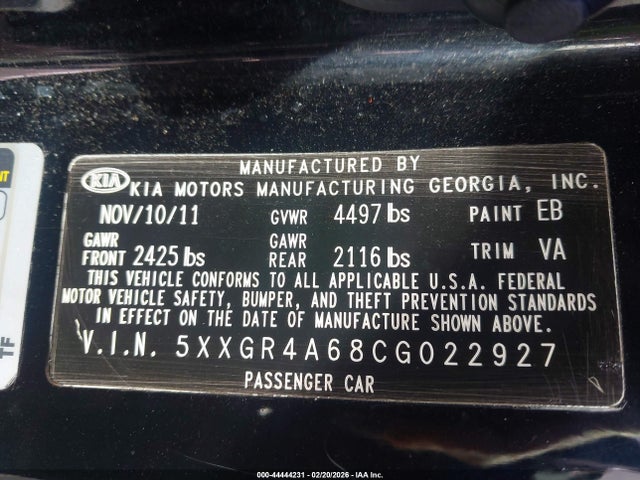 MANUFACTURED BY
KIA KIA MOTORS MANUFACTURING GEORGIA, INC.
NOV/10/11 GVWR 4497 lbs PAINT EB
GAWR FRONT 2425 lbs GAWR REAR 2116 lbs TRIM VA
THIS VEHICLE CONFORMS TO ALL APPLICABLE U.S.A. FEDERAL
MOTOR VEHICLE SAFETY, BUMPER, AND THEFT PREVENTION STANDARDS
IN EFFECT ON THE DATE OF MANUFACTURE SHOWN ABOVE.
V.I.N. 5XXGR4A68CG022927
PASSENGER CAR
TF
000-44444231 - 02/20/2026 - IAA Inc.